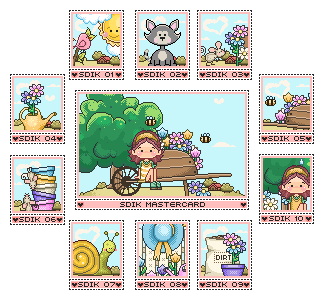 SDIK 01
SDIK 02
SDIK 03
SDIK 04
SDIK 05
SDIK MASTERCARD
SDIK 06
SDIK 10
DIRT
SDIK 07
SDIK 08
SDIK 09